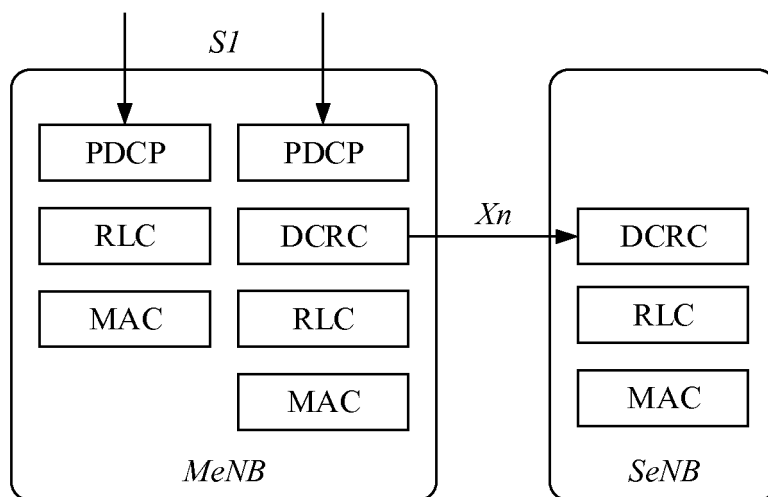 S1
PDCP PDCP
RLC DCRC Xn DCRC
MAC RLC RLC
MAC MAC
MeNB SeNB